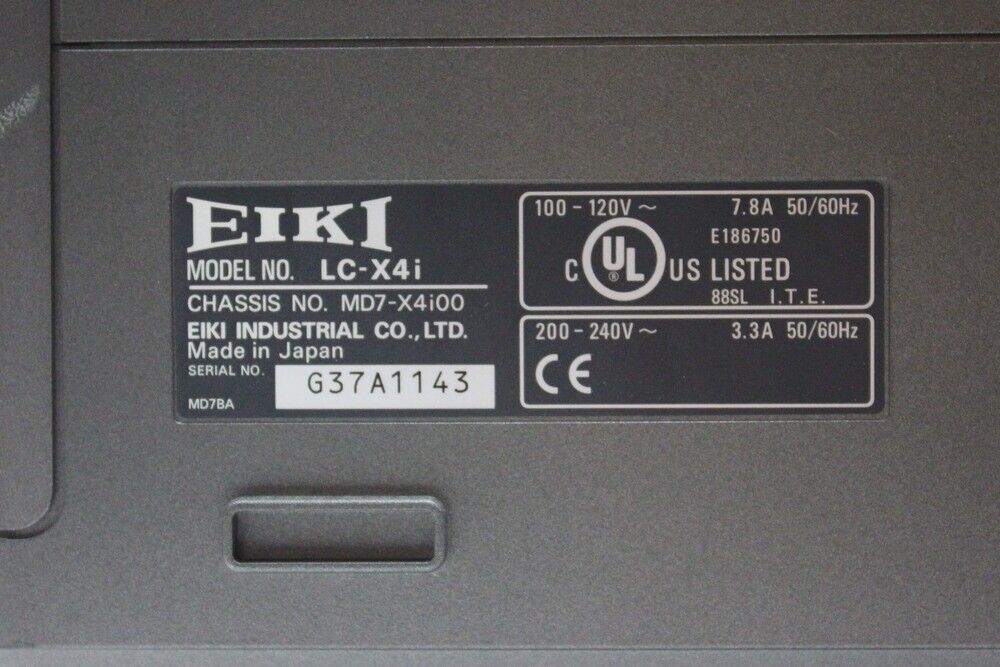 EIKI
MODEL NO. LC-X4i
CHASSIS NO. MD7-X4i00
EIKI INDUSTRIAL CO., LTD.
Made in Japan
SERIAL NO. G37A1143
MD7BA
100 - 120V ~ 7.8A 50/60Hz
E186750
C UL ® US LISTED
88SL I.T.E.
200 - 240V ~ 3.3A 50/60Hz
CE